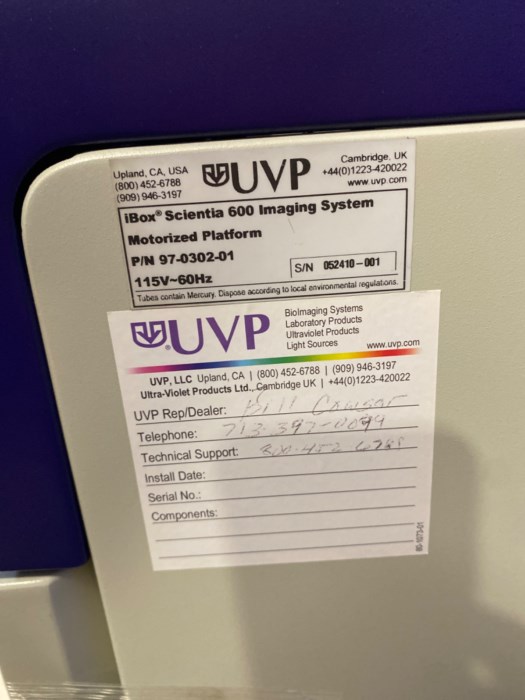 Upland, CA, USA
(800) 452-6788
(909) 946-3197
UVP
Cambridge. UK
+44(0)1223-420022
www.uvp.com
iBox® Scientia 600 Imaging System
Motorized Platform
P/N 97-0302-01
S/N 052410-001
115V~60Hz
Tubes contain Mercury. Dispose according to local environmental regulations.
UVP
BioImaging Systems
Laboratory Products
Ultraviolet Products
Light Sources
www.uvp.com
UVP, LLC Upland, CA | (800) 452-6788 | (909) 946-3197
Ultra-Violet Products Ltd., Cambridge UK | +44(0)1223-420022
UVP Rep/Dealer: Bill
Telephone: 713-397-0099
Technical Support: 800-452-6788
Install Date:
Serial No.:
Components: